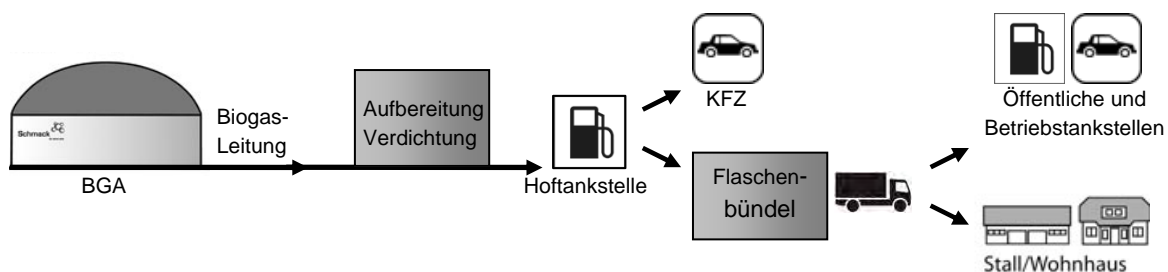 Schmack
BGA
Biogas-
Leitung
Aufbereitung
Verdichtung
Hoftankstelle
KFZ
Flaschen-
bündel
Öffentliche und
Betriebstankstellen
Stall/Wohnhaus